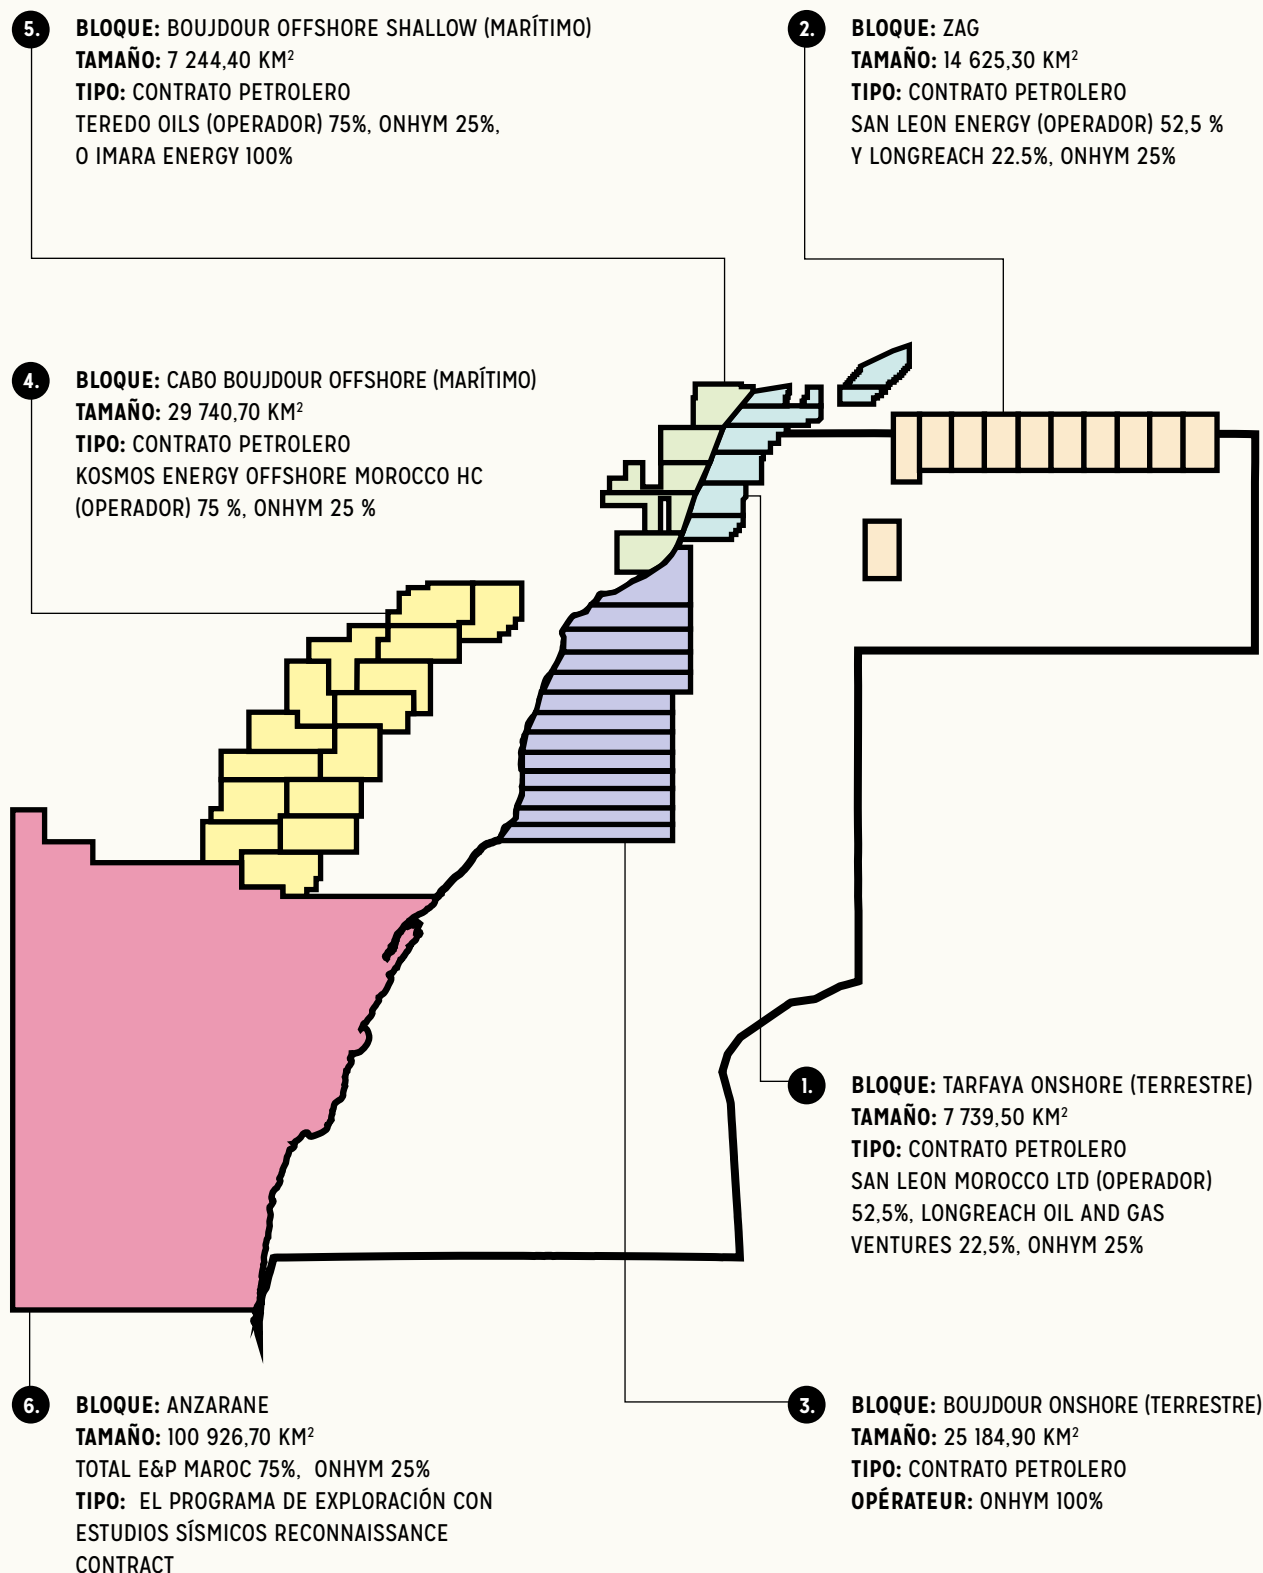 5.
BLOQUE: BOUJDOUR OFFSHORE SHALLOW (MARÍTIMO)
TAMAÑO: 7 244,40 KM²
TIPO: CONTRATO PETROLERO
TEREDO OILS (OPERADOR) 75%, ONHYM 25%,
O IMARA ENERGY 100%
2.
BLOQUE: ZAG
TAMAÑO: 14 625,30 KM²
TIPO: CONTRATO PETROLERO
SAN LEON ENERGY (OPERADOR) 52,5 %
Y LONGREACH 22.5%, ONHYM 25%
4.
BLOQUE: CABO BOUJDOUR OFFSHORE (MARÍTIMO)
TAMAÑO: 29 740,70 KM²
TIPO: CONTRATO PETROLERO
KOSMOS ENERGY OFFSHORE MOROCCO HC
(OPERADOR) 75 %, ONHYM 25 %
1.
BLOQUE: TARFAYA ONSHORE (TERRESTRE)
TAMAÑO: 7 739,50 KM²
TIPO: CONTRATO PETROLERO
SAN LEON MOROCCO LTD (OPERADOR)
52,5%, LONGREACH OIL AND GAS
VENTURES 22,5%, ONHYM 25%
6.
BLOQUE: ANZARANE
TAMAÑO: 100 926,70 KM²
TOTAL E&P MAROC 75%, ONHYM 25%
TIPO: EL PROGRAMA DE EXPLORACIÓN CON
ESTUDIOS SÍSMICOS RECONNAISSANCE
CONTRACT
3.
BLOQUE: BOUJDOUR ONSHORE (TERRESTRE)
TAMAÑO: 25 184,90 KM²
TIPO: CONTRATO PETROLERO
OPÉRATEUR: ONHYM 100%